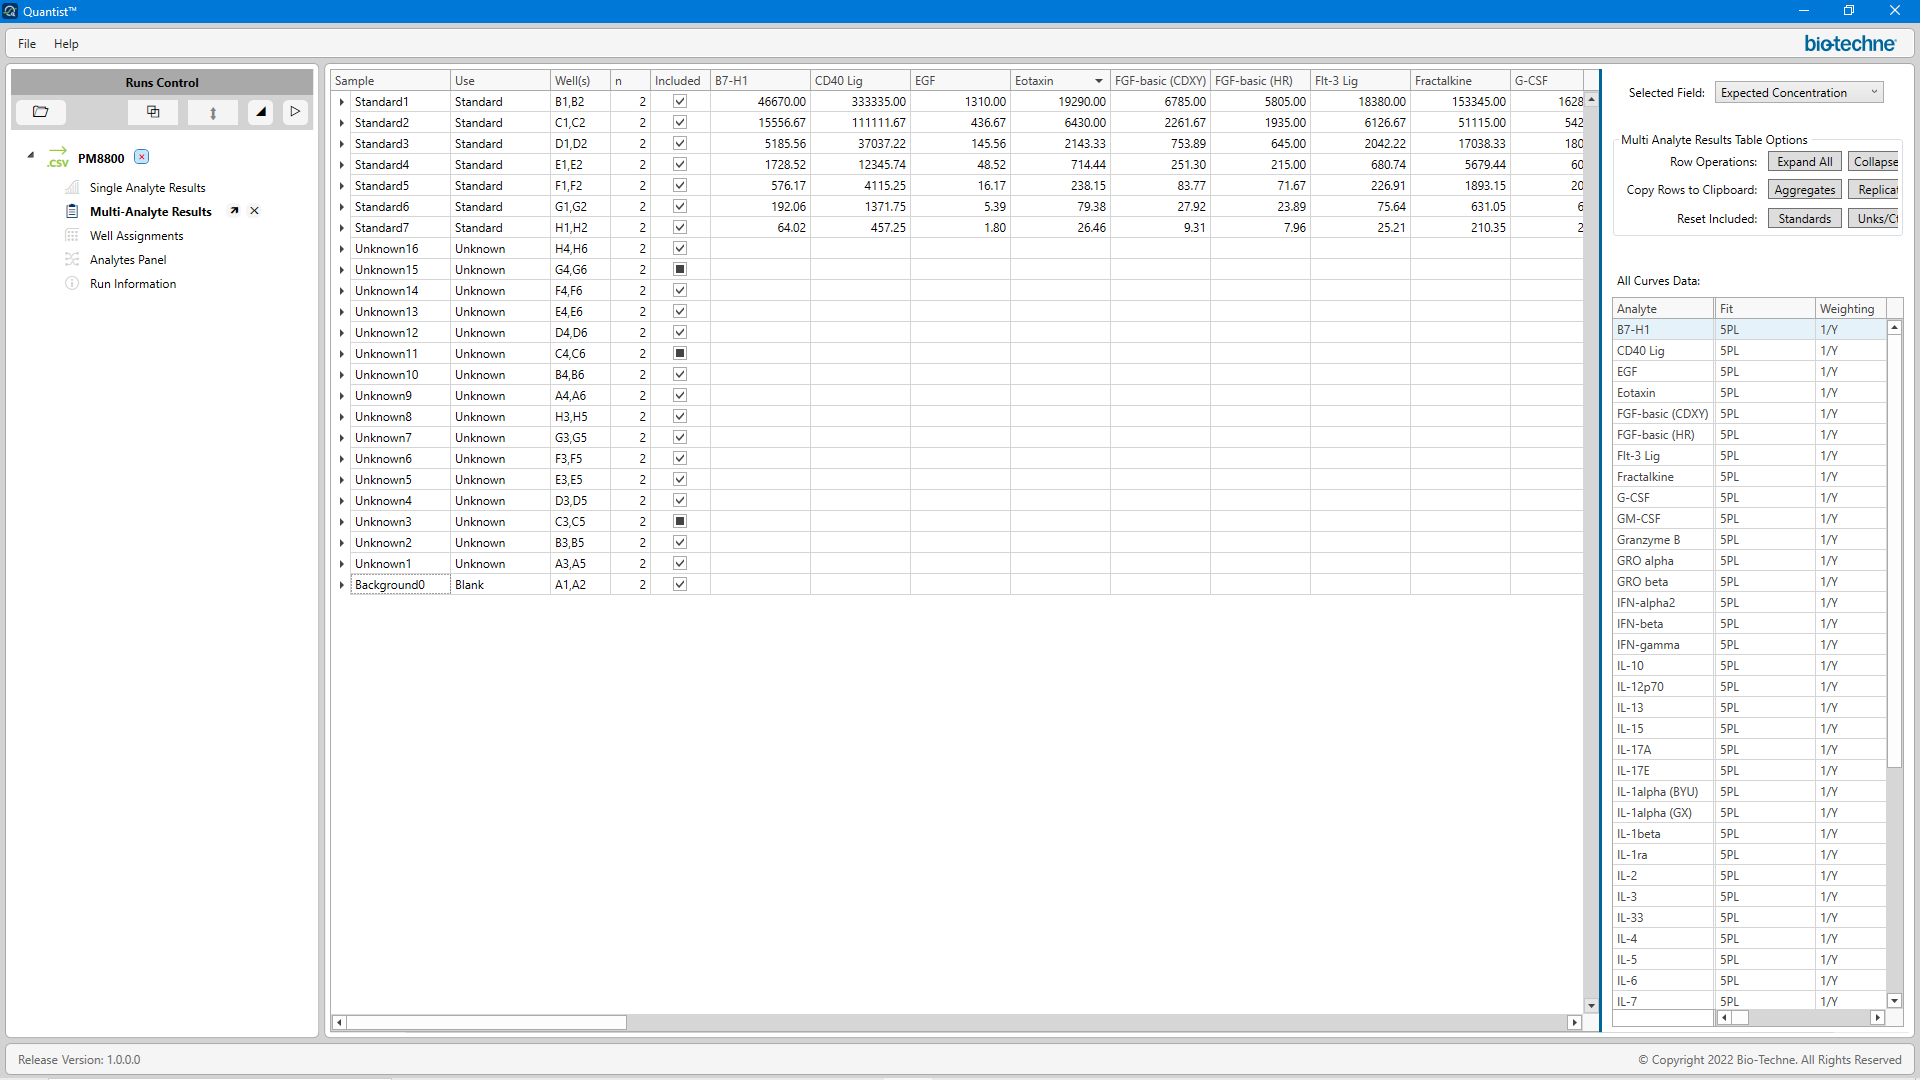 Quantist™
File Help
bio-techne
Runs Control
.csv PM8800
Single Analyte Results
Multi-Analyte Results
Well Assignments
Analytes Panel
Run Information
Sample Use Well(s) n Included B7-H1 CD40 Lig EGF Eotaxin FGF-basic (CDXY) FGF-basic (HR) Flt-3 Lig Fractalkine G-CSF
Standard1 Standard B1,B2 2 46670.00 333335.00 1310.00 19290.00 6785.00 5805.00 18380.00 153345.00 1628
Standard2 Standard C1,C2 2 15556.67 111111.67 436.67 6430.00 2261.67 1935.00 6126.67 51115.00 542
Standard3 Standard D1,D2 2 5185.56 37037.22 145.56 2143.33 753.89 645.00 2042.22 17038.33 180
Standard4 Standard E1,E2 2 1728.52 12345.74 48.52 714.44 251.30 215.00 680.74 5679.44 60
Standard5 Standard F1,F2 2 576.17 4115.25 16.17 238.15 83.77 71.67 226.91 1893.15 20
Standard6 Standard G1,G2 2 192.06 1371.75 5.39 79.38 27.92 23.89 75.64 631.05 6
Standard7 Standard H1,H2 2 64.02 457.25 1.80 26.46 9.31 7.96 25.21 210.35 2
Unknown16 Unknown H4,H6 2
Unknown15 Unknown G4,G6 2
Unknown14 Unknown F4,F6 2
Unknown13 Unknown E4,E6 2
Unknown12 Unknown D4,D6 2
Unknown11 Unknown C4,C6 2
Unknown10 Unknown B4,B6 2
Unknown9 Unknown A4,A6 2
Unknown8 Unknown H3,H5 2
Unknown7 Unknown G3,G5 2
Unknown6 Unknown F3,F5 2
Unknown5 Unknown E3,E5 2
Unknown4 Unknown D3,D5 2
Unknown3 Unknown C3,C5 2
Unknown2 Unknown B3,B5 2
Unknown1 Unknown A3,A5 2
Background0 Blank A1,A2 2
Selected Field: Expected Concentration
Multi Analyte Results Table Options
Row Operations: Expand All Collapse
Copy Rows to Clipboard: Aggregates Replicat
Reset Included: Standards Unks/Ct
All Curves Data:
Analyte Fit Weighting
B7-H1 5PL 1/Y
CD40 Lig 5PL 1/Y
EGF 5PL 1/Y
Eotaxin 5PL 1/Y
FGF-basic (CDXY) 5PL 1/Y
FGF-basic (HR) 5PL 1/Y
Flt-3 Lig 5PL 1/Y
Fractalkine 5PL 1/Y
G-CSF 5PL 1/Y
GM-CSF 5PL 1/Y
Granzyme B 5PL 1/Y
GRO alpha 5PL 1/Y
GRO beta 5PL 1/Y
IFN-alpha2 5PL 1/Y
IFN-beta 5PL 1/Y
IFN-gamma 5PL 1/Y
IL-10 5PL 1/Y
IL-12p70 5PL 1/Y
IL-13 5PL 1/Y
IL-15 5PL 1/Y
IL-17A 5PL 1/Y
IL-17E 5PL 1/Y
IL-1alpha (BYU) 5PL 1/Y
IL-1alpha (GX) 5PL 1/Y
IL-1beta 5PL 1/Y
IL-1ra 5PL 1/Y
IL-2 5PL 1/Y
IL-3 5PL 1/Y
IL-33 5PL 1/Y
IL-4 5PL 1/Y
IL-5 5PL 1/Y
IL-6 5PL 1/Y
IL-7 5PL 1/Y
Release Version: 1.0.0.0
© Copyright 2022 Bio-Techne. All Rights Reserved